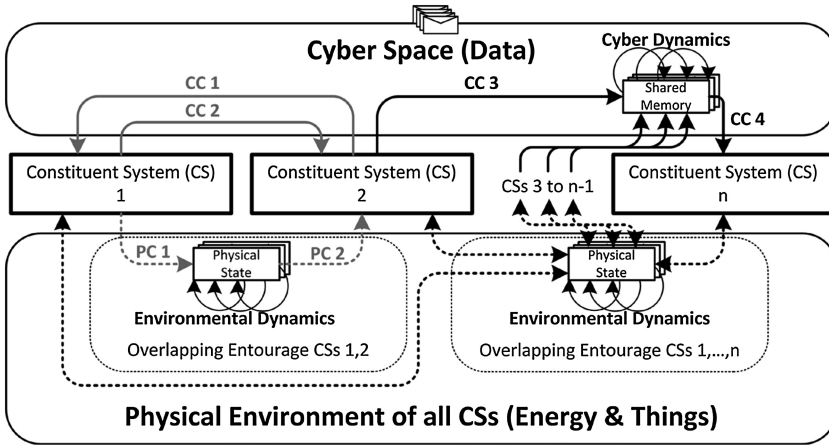 Cyber Space (Data)
Cyber Dynamics
CC 1
CC 2
CC 3
Shared
Memory
CC 4
Constituent System (CS)
1
Constituent System (CS)
2
CSs 3 to n-1
Constituent System (CS)
n
PC 1
Physical
State
PC 2
Physical
State
Environmental Dynamics
Environmental Dynamics
Overlapping Entourage CSs 1,2
Overlapping Entourage CSs 1,...,n
Physical Environment of all CSs (Energy & Things)